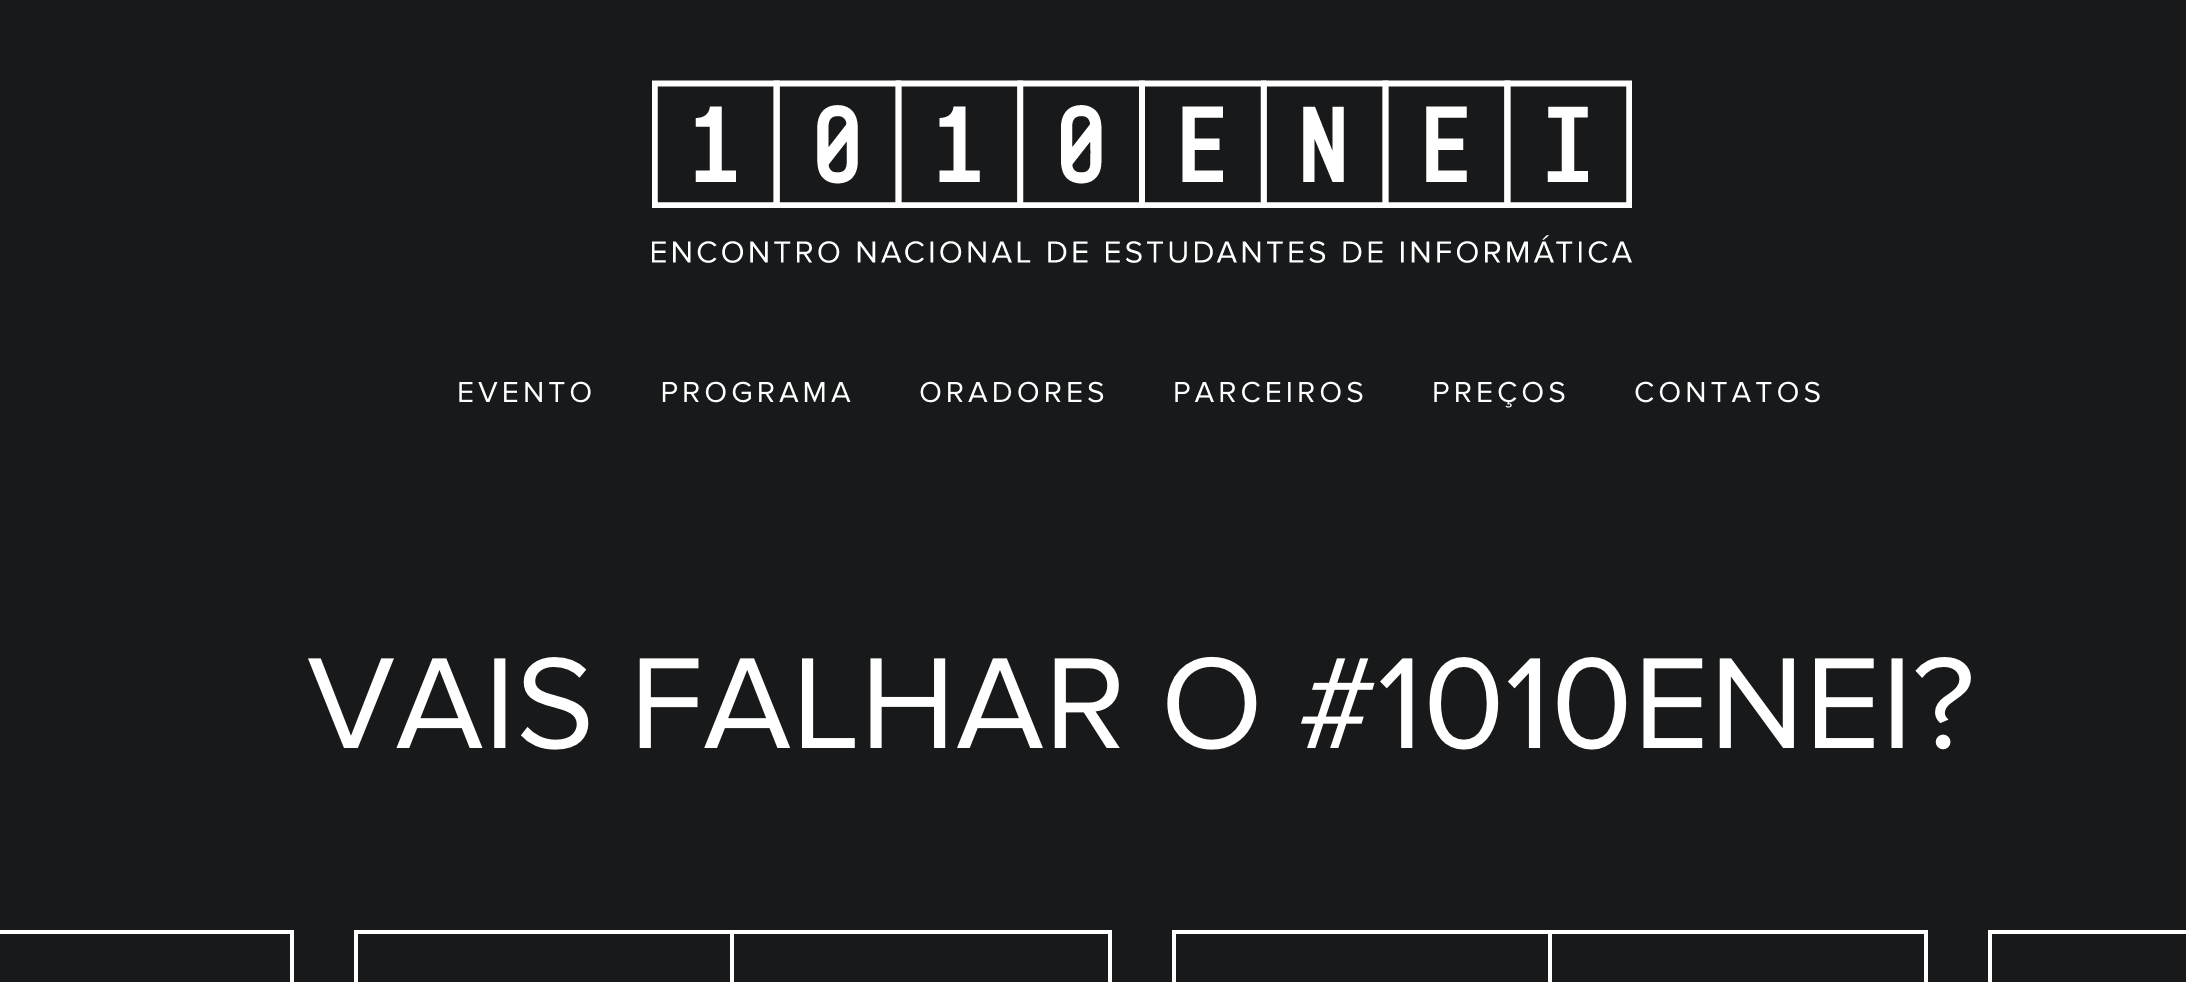 1010ENEI
ENCONTRO NACIONAL DE ESTUDANTES DE INFORMÁTICA
EVENTO PROGRAMA ORADORES PARCEIROS PREÇOS CONTATOS
VAIS FALHAR O #1010ENEI?